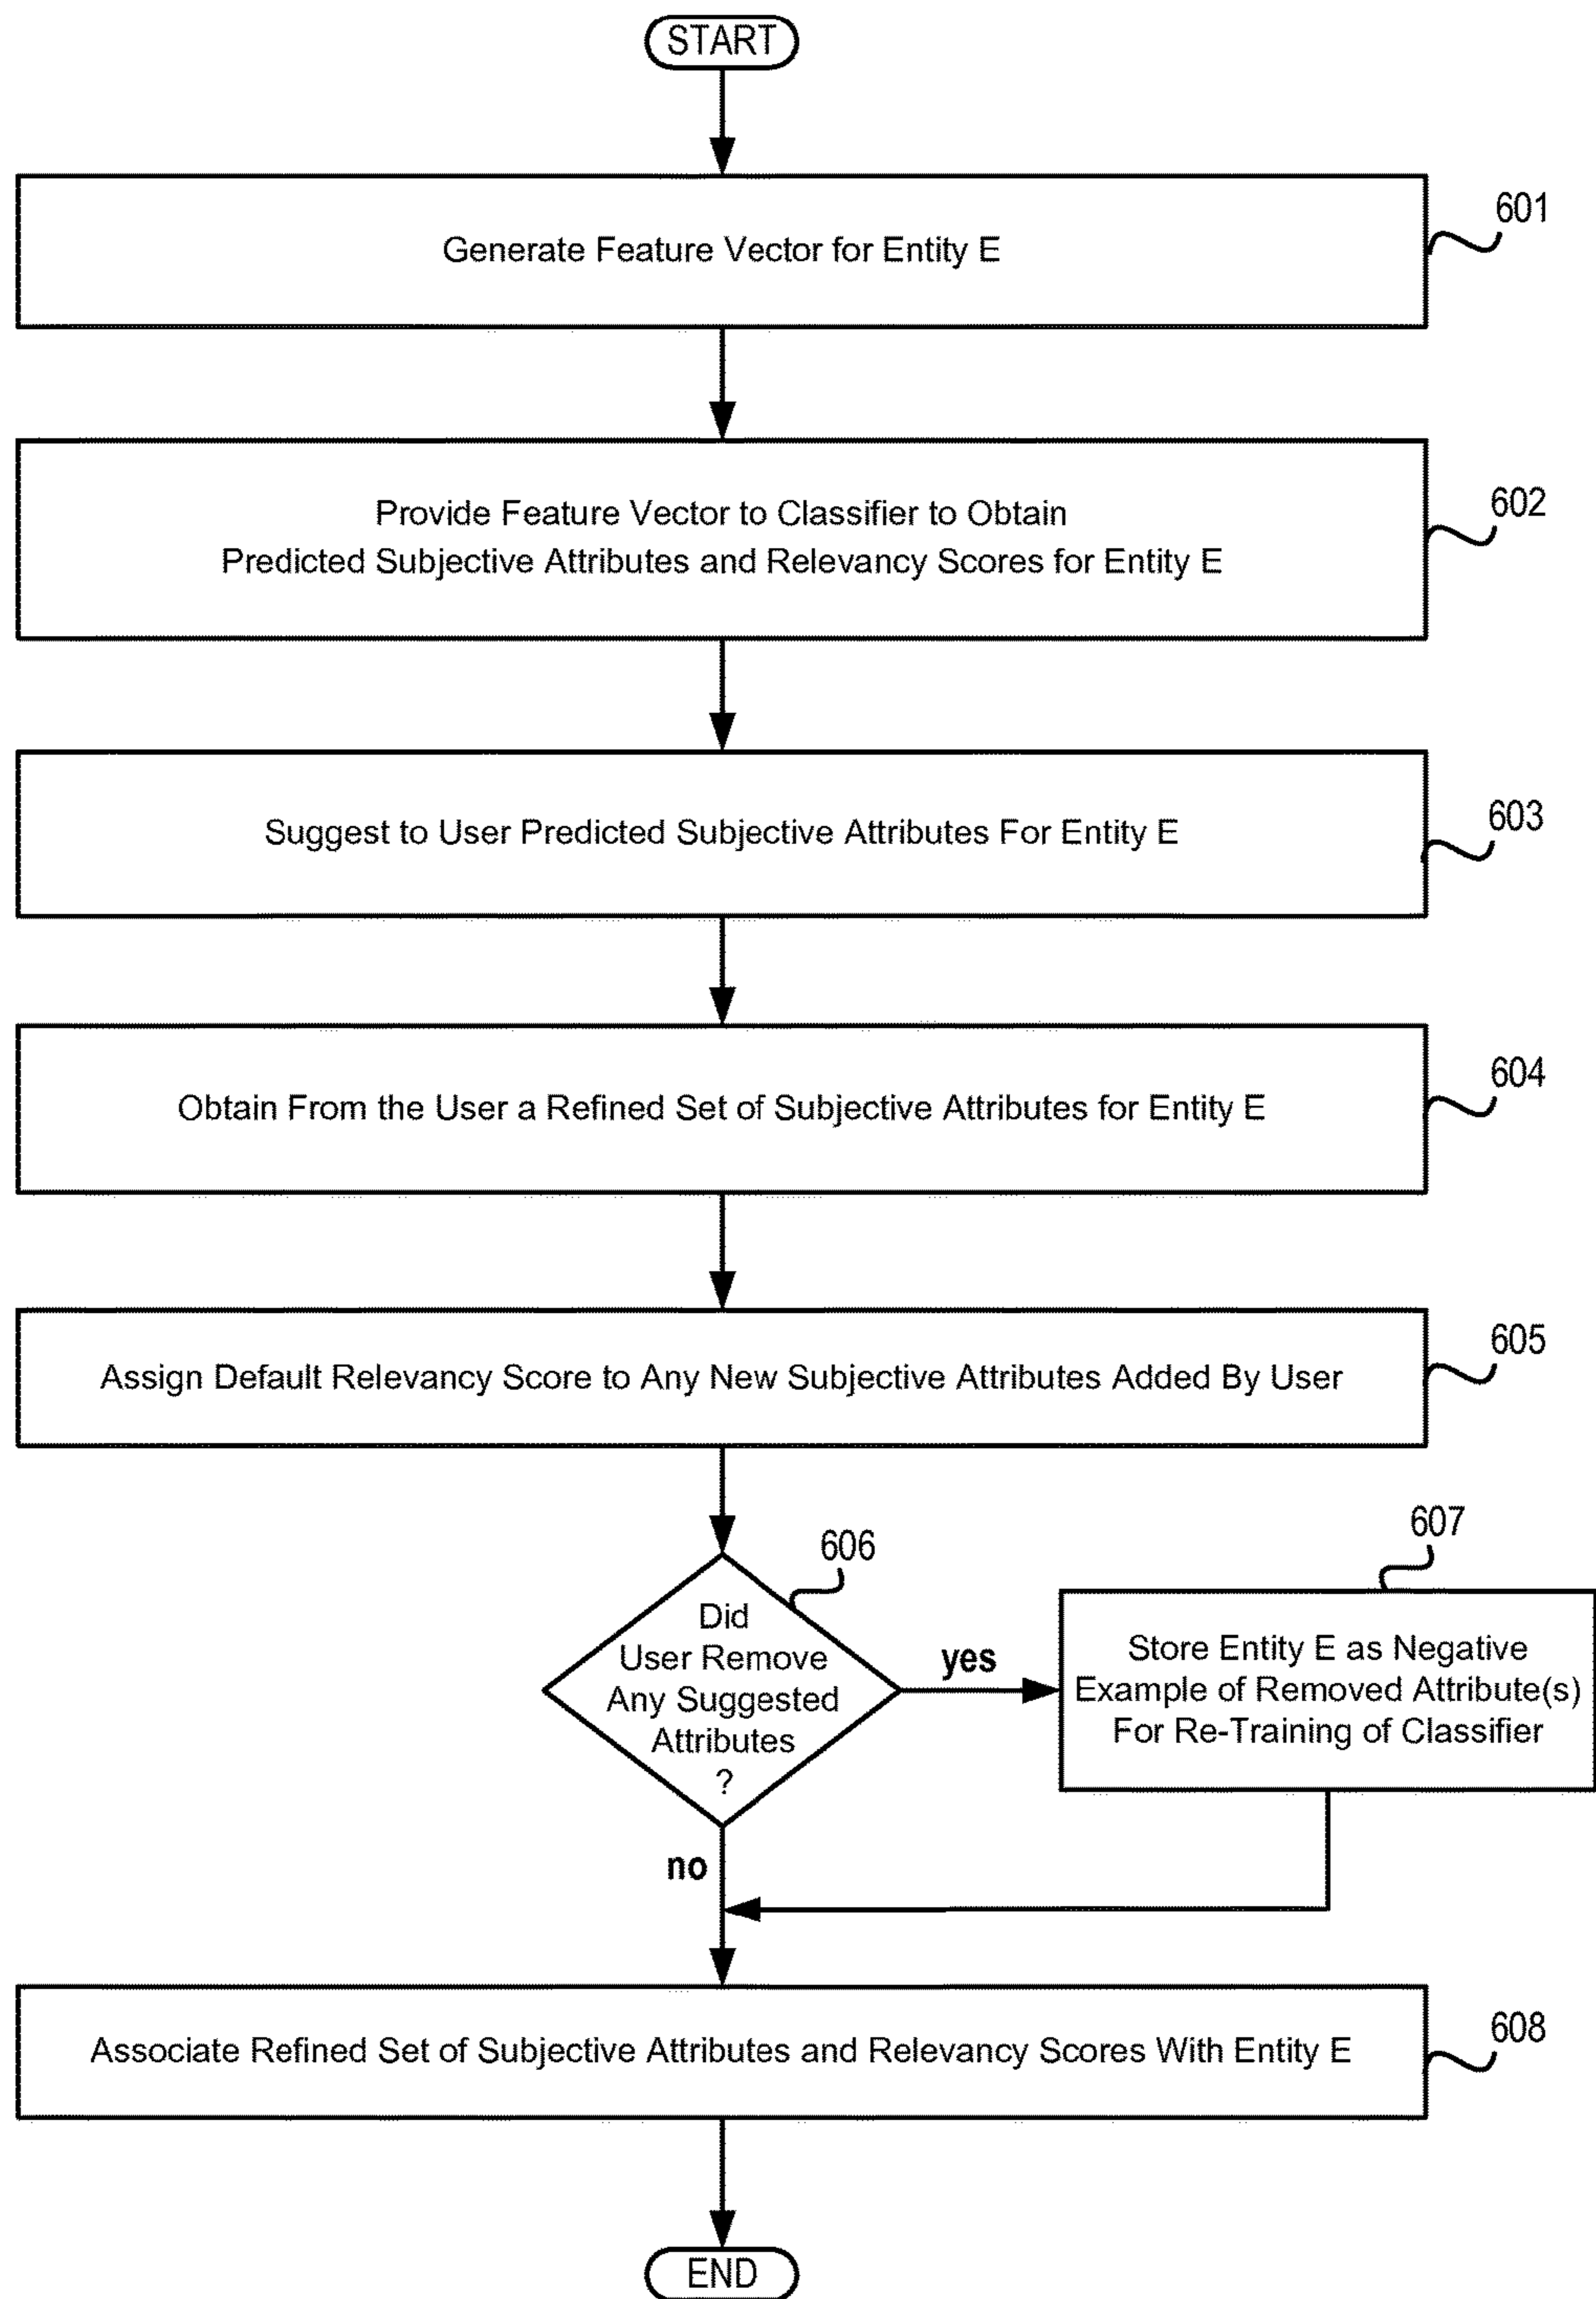 START
Generate Feature Vector for Entity E
601
Provide Feature Vector to Classifier to Obtain
Predicted Subjective Attributes and Relevancy Scores for Entity E
602
Suggest to User Predicted Subjective Attributes For Entity E
603
Obtain From the User a Refined Set of Subjective Attributes for Entity E
604
Assign Default Relevancy Score to Any New Subjective Attributes Added By User
605
606
Did
User Remove
Any Suggested
Attributes
?
yes
607
Store Entity E as Negative
Example of Removed Attribute(s)
For Re-Training of Classifier
no
Associate Refined Set of Subjective Attributes and Relevancy Scores With Entity E
608
END